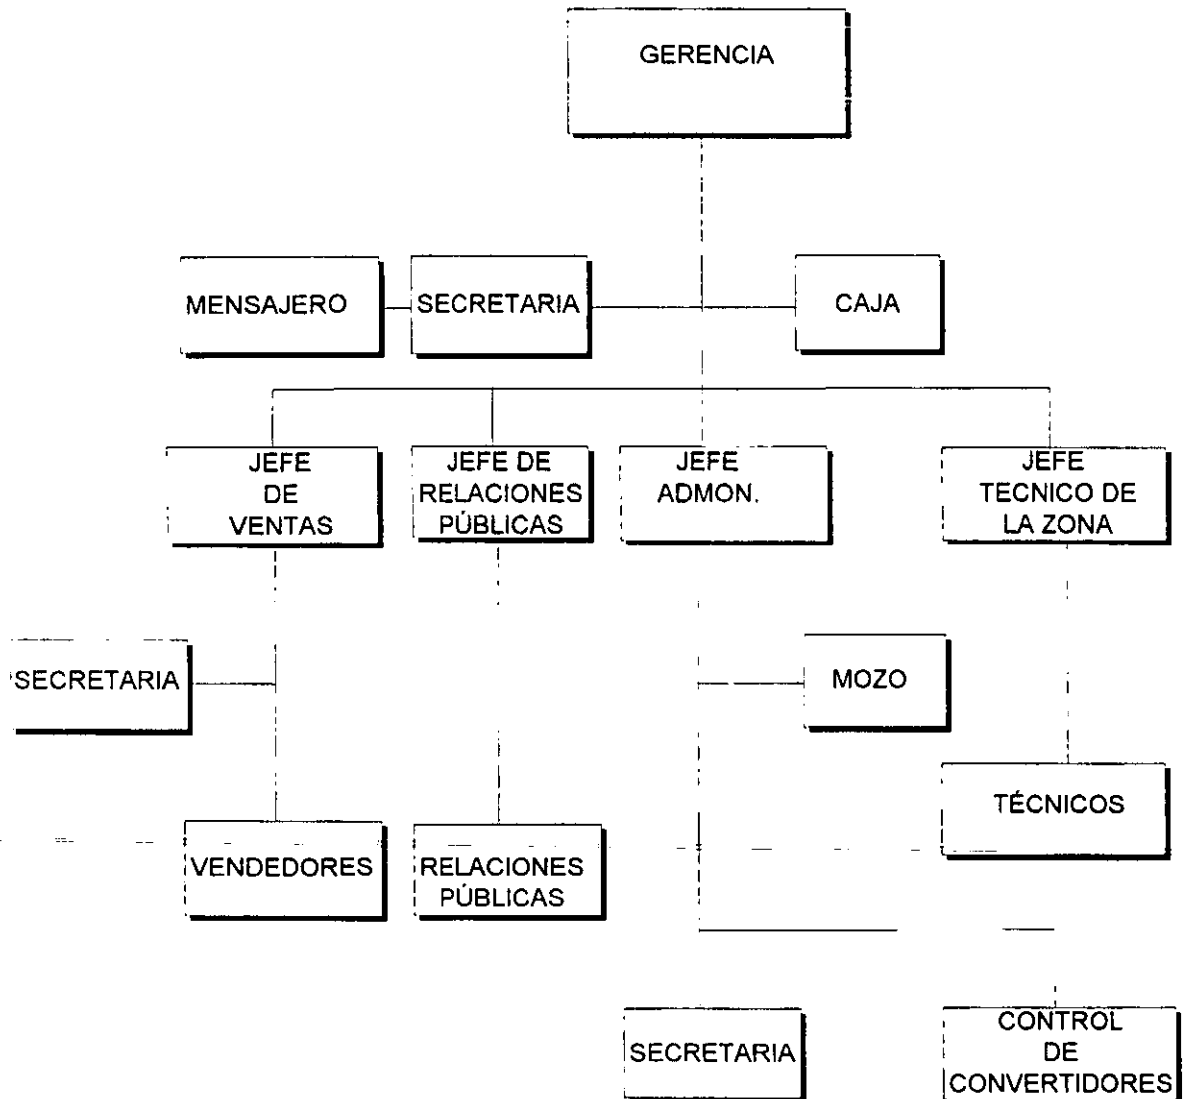 GERENCIA
MENSAJERO
SECRETARIA
CAJA
JEFE
DE
VENTAS
JEFE DE
RELACIONES
PÚBLICAS
JEFE
ADMON.
JEFE
TECNICO DE
LA ZONA
SECRETARIA
MOZO
TÉCNICOS
VENDEDORES
RELACIONES
PÚBLICAS
SECRETARIA
CONTROL
DE
CONVERTIDORES